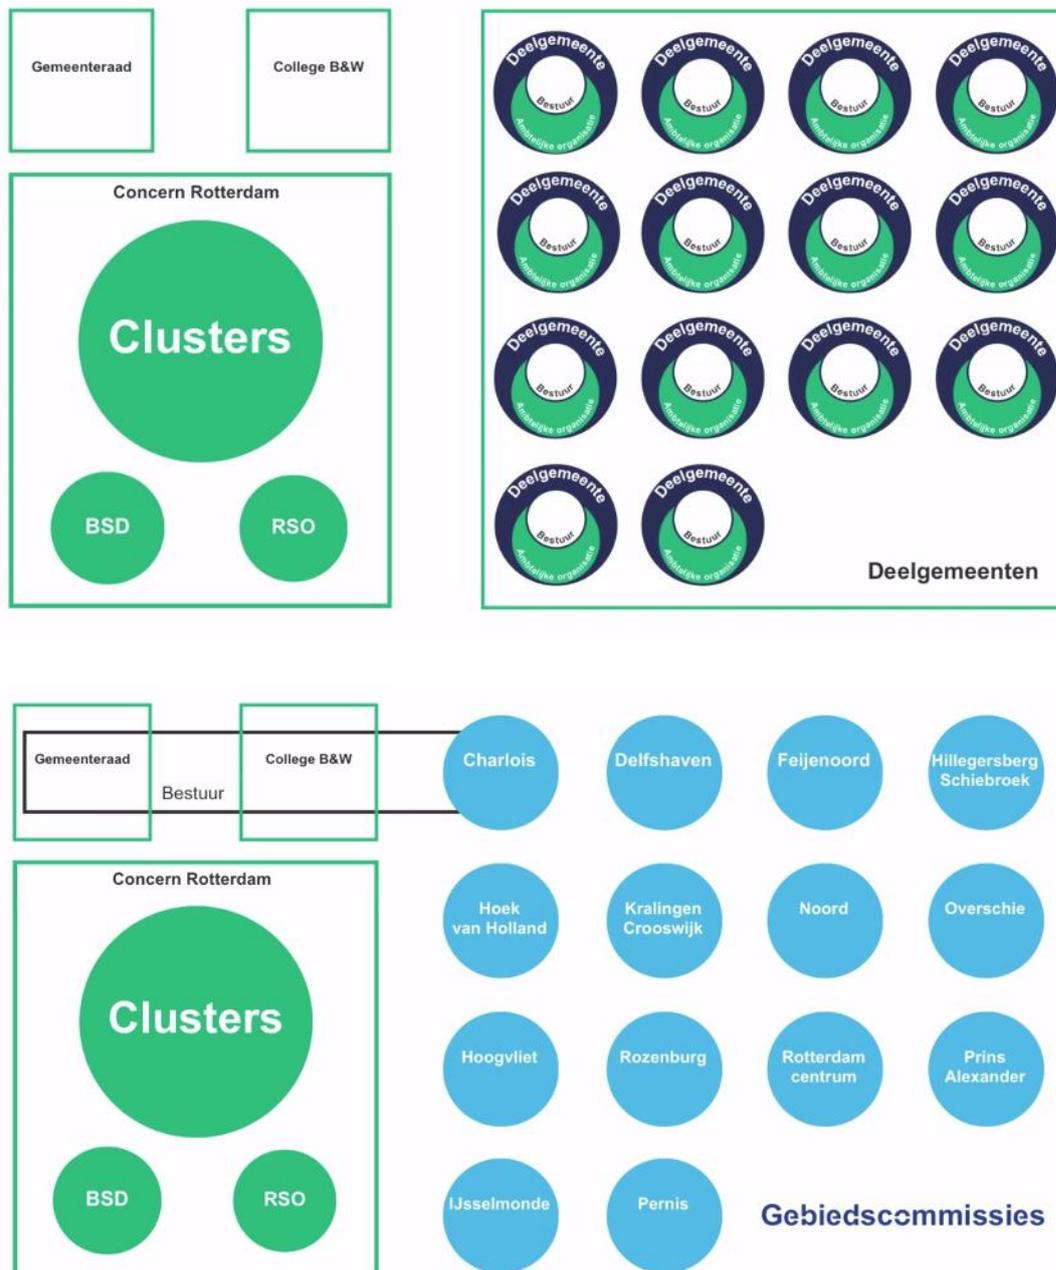 Gemeenteraad
College B&W
Concern Rotterdam
Clusters
BSD
RSO
Deelgemeente
Bestuur
Ambtelijke organisatie
Deelgemeente
Bestuur
Ambtelijke organisatie
Deelgemeente
Bestuur
Ambtelijke organisatie
Deelgemeente
Bestuur
Ambtelijke organisatie
Deelgemeente
Bestuur
Ambtelijke organisatie
Deelgemeente
Bestuur
Ambtelijke organisatie
Deelgemeente
Bestuur
Ambtelijke organisatie
Deelgemeente
Bestuur
Ambtelijke organisatie
Deelgemeente
Bestuur
Ambtelijke organisatie
Deelgemeente
Bestuur
Ambtelijke organisatie
Deelgemeente
Bestuur
Ambtelijke organisatie
Deelgemeente
Bestuur
Ambtelijke organisatie
Deelgemeente
Bestuur
Ambtelijke organisatie
Deelgemeente
Bestuur
Ambtelijke organisatie
Deelgemeenten
Gemeenteraad
Bestuur
College B&W
Concern Rotterdam
Clusters
BSD
RSO
Charlois
Delfshaven
Feijenoord
Hillegersberg
Schiebroek
Hoek
van Holland
Kralingen
Crooswijk
Noord
Overschie
Hoogvliet
Rozenburg
Rotterdam
centrum
Prins
Alexander
IJsselmonde
Pernis
Gebiedscommissies